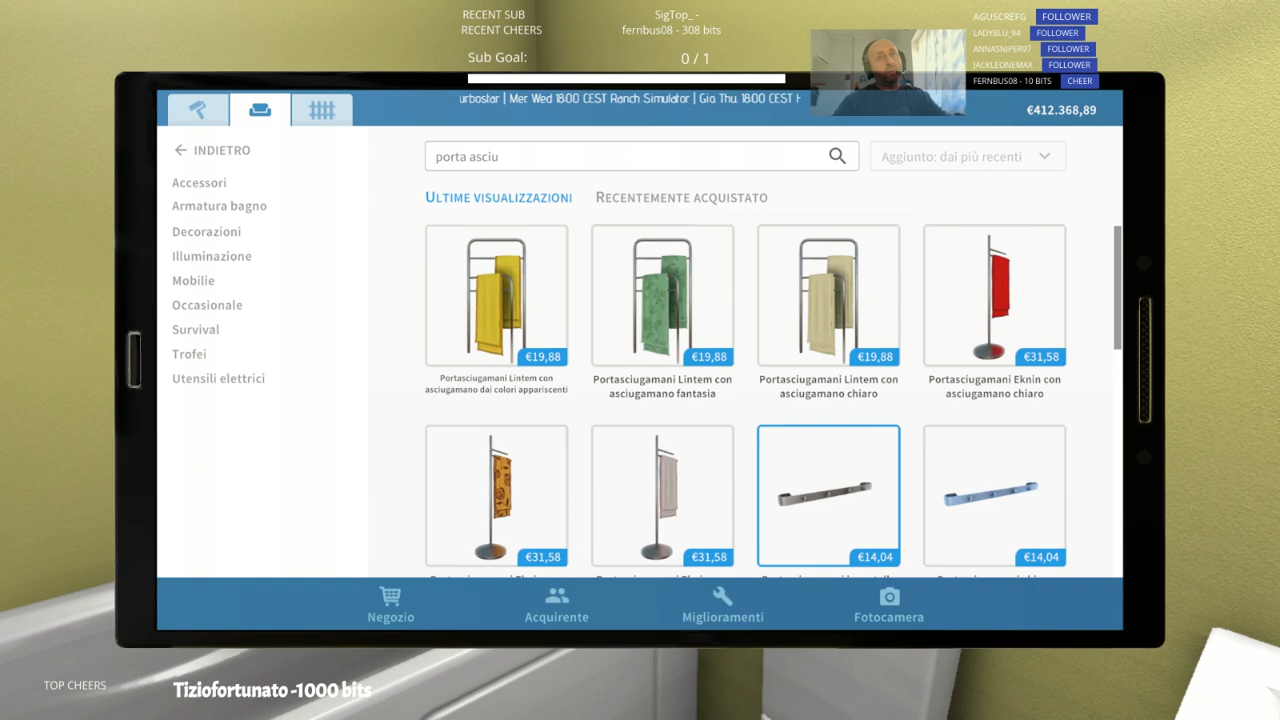 RECENT SUB
SigTop_ -
RECENT CHEERS
fernbus08 - 308 bits
Sub Goal:
0 / 1
AGUSCREFG FOLLOWER
LADYBLU_94 FOLLOWER
ANNASNIPER97 FOLLOWER
JACKLEONEMAX FOLLOWER
FERNBUS08 - 10 BITS CHEER
urbostar | Mer. Wed 18:00 CEST Ranch Simulator | Gio. Thu. 18:00 CEST
€412.368,89
INDIETRO
Accessori
Armatura bagno
Decorazioni
Illuminazione
Mobilie
Occasionale
Survival
Trofei
Utensili elettrici
porta asciu
Aggiunto: dai più recenti
ULTIME VISUALIZZAZIONI
RECENTEMENTE ACQUISTATO
€19,88
€19,88
€19,88
€31,58
Portasciugamani Lintem con
asciugamano dai colori appariscenti
Portasciugamani Lintem con
asciugamano fantasia
Portasciugamani Lintem con
asciugamano chiaro
Portasciugamani Eknin con
asciugamano chiaro
€31,58
€31,58
€14,04
€14,04
Negozio
Acquirente
Miglioramenti
Fotocamera
TOP CHEERS
Tiziofortunato -1000 bits